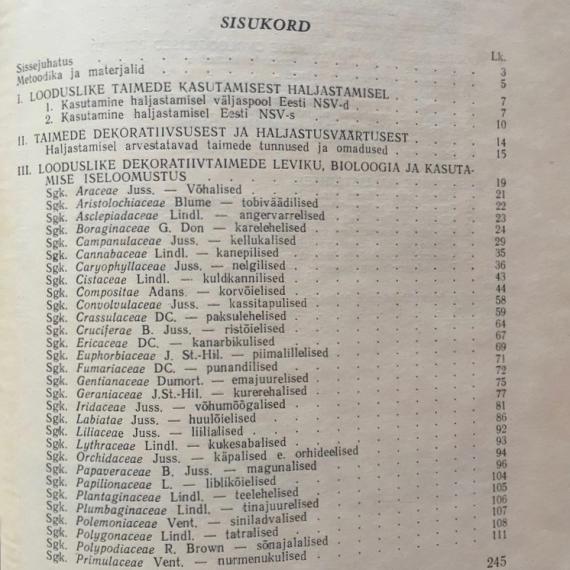 SISUKORD
Lk.
Sissejuhatus 3
Metoodika ja materjalid 5
I. LOODUSLIKE TAIMEDE KASUTAMISEST HALJASTAMISEL 7
1. Kasutamine haljastamisel väljaspool Eesti NSV-d 7
2. Kasutamine haljastamisel Eesti NSV-s 10
II. TAIMEDE DEKORATIIVSUSEST JA HALJASTUSVÄÄRTUSEST 14
Haljastamisel arvestatavad taimede tunnused ja omadused 15
III. LOODUSLIKE DEKORATIIVTAIMEDE LEVIKU, BIOLOOGIA JA KASUTA-
MISE ISELOOMUSTUS 19
Sgk. Araceae Juss. — Võhalised 21
Sgk. Aristolochiaceae Blume — tobiväädilised 22
Sgk. Asclepiadaceae Lindl. — angervarrelised 23
Sgk. Boraginaceae G. Don — karelehelised 24
Sgk. Campanulaceae Juss. — kellukalised 29
Sgk. Cannabaceae Lindl. — kanepilised 35
Sgk. Caryophyllaceae Juss. — nelgilised 36
Sgk. Cistaceae Lindl. — kuldkannilised 43
Sgk. Compositae Adans. — korvõielised 44
Sgk. Convolvulaceae Juss. — kassitapulised 58
Sgk. Crassulaceae DC. — paksulehelised 59
Sgk. Cruciferae B. Juss. — ristõielised 64
Sgk. Ericaceae DC. — kanarbikulised 67
Sgk. Euphorbiaceae J. St.-Hil. — piimalillelised 69
Sgk. Fumariaceae DC. — punandilised 71
Sgk. Gentianaceae Dumort. — emajuurelised 72
Sgk. Geraniaceae J.St.-Hil. — kurerehalised 75
Sgk. Iridaceae Juss. — võhumõõgalised 77
Sgk. Labiatae Juss. — huulõielised 81
Sgk. Liliaceae Juss. — liilialised 86
Sgk. Lythraceae Lindl. — kukesabalised 92
Sgk. Orchidaceae Juss. — käpalised e. orhideelised 93
Sgk. Papaveraceae B. Juss. — magunalised 94
Sgk. Papilionaceae L. — liblikõielised 96
Sgk. Plantaginaceae Lindl. — teelehelised 104
Sgk. Plumbaginaceae Lindl. — tinajuurelised 105
Sgk. Polemoniaceae Vent. — siniladvalised 106
Sgk. Polygonaceae Lindl. — tatralised 107
Sgk. Polypodiaceae R. Brown — sõnajalalised 108
Sgk. Primulaceae Vent. — nurmenukulised 111
245